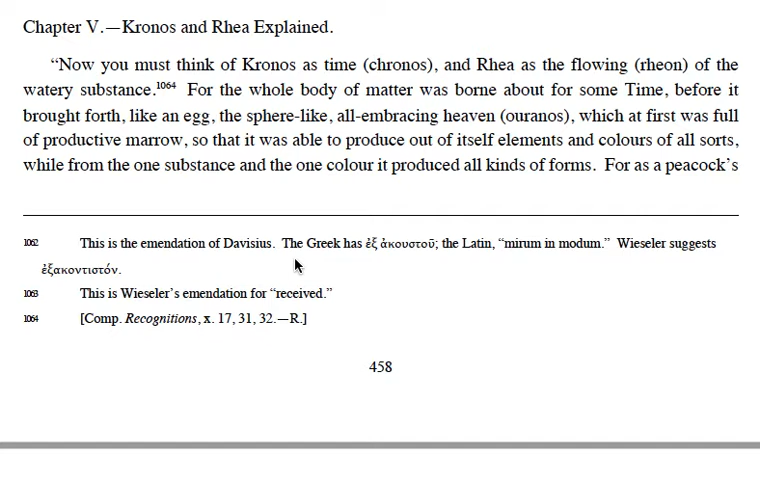 Chapter V.—Kronos and Rhea Explained.
“Now you must think of Kronos as time (chronos), and Rhea as the flowing (rheon) of the
watery substance.1064 For the whole body of matter was borne about for some Time, before it
brought forth, like an egg, the sphere-like, all-embracing heaven (ouranos), which at first was full
of productive marrow, so that it was able to produce out of itself elements and colours of all sorts,
while from the one substance and the one colour it produced all kinds of forms. For as a peacock’s
1062 This is the emendation of Davisius. The Greek has ἐξ ἀκουστοῦ; the Latin, “mirum in modum.” Wieseler suggests
ἐξακοντιστόν.
1063 This is Wieseler’s emendation for “received.”
1064 [Comp. Recognitions, x. 17, 31, 32.—R.]
458